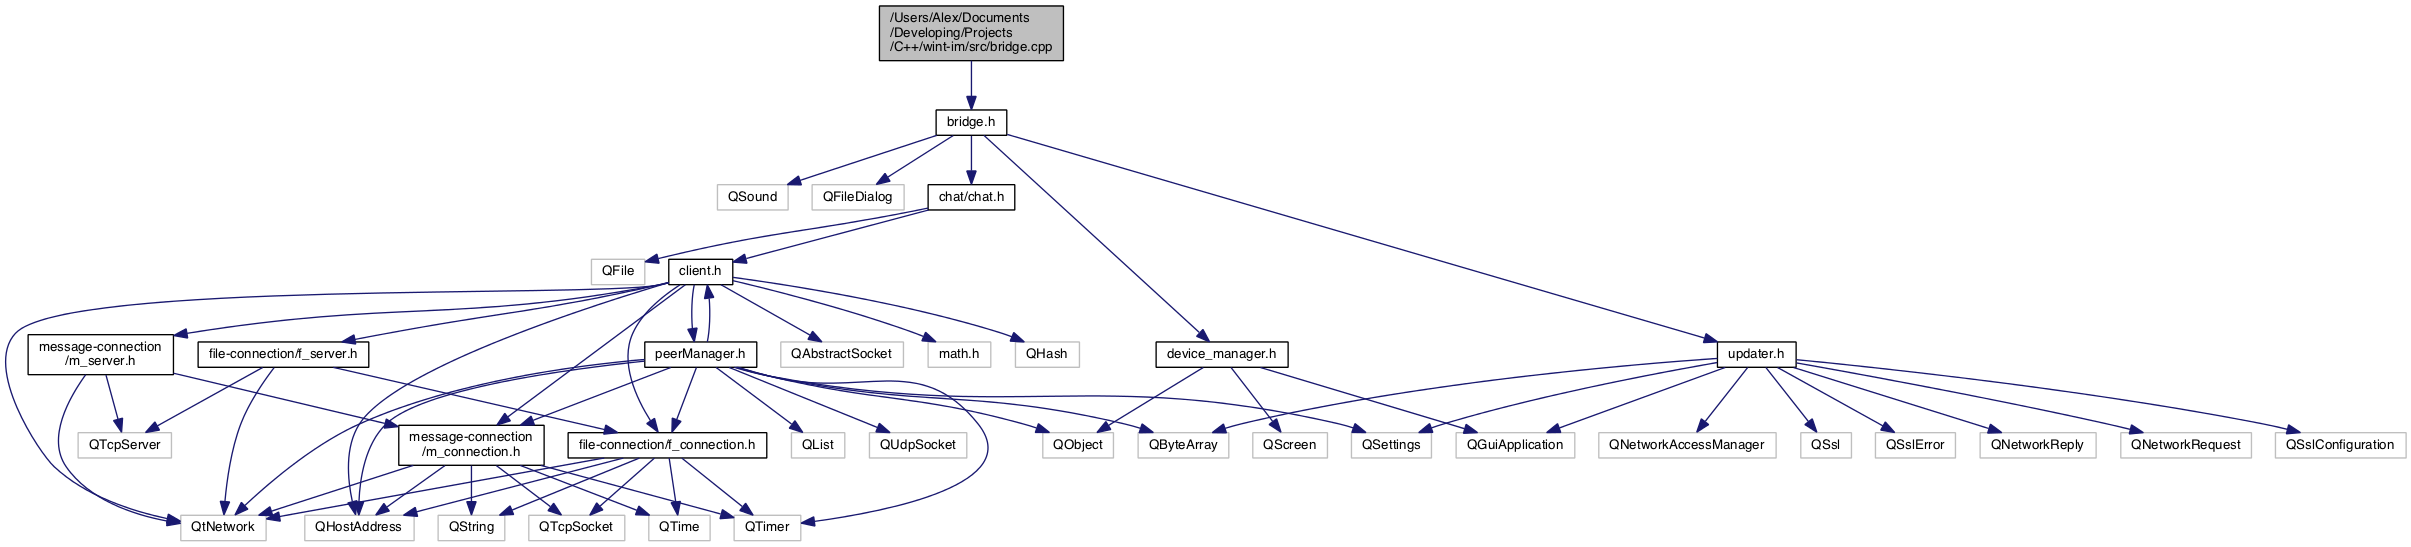 /Users/Alex/Documents
/Developing/Projects
/C++/wint-im/src/bridge.cpp
bridge.h
QSound
QFileDialog
chat/chat.h
QFile
client.h
message-connection
/m_server.h
file-connection/f_server.h
peerManager.h
QAbstractSocket
math.h
QHash
device_manager.h
updater.h
QTcpServer
message-connection
/m_connection.h
file-connection/f_connection.h
QList
QUdpSocket
QObject
QByteArray
QScreen
QSettings
QGuiApplication
QNetworkAccessManager
QSsl
QSslError
QNetworkReply
QNetworkRequest
QSslConfiguration
QtNetwork
QHostAddress
QString
QTcpSocket
QTime
QTimer